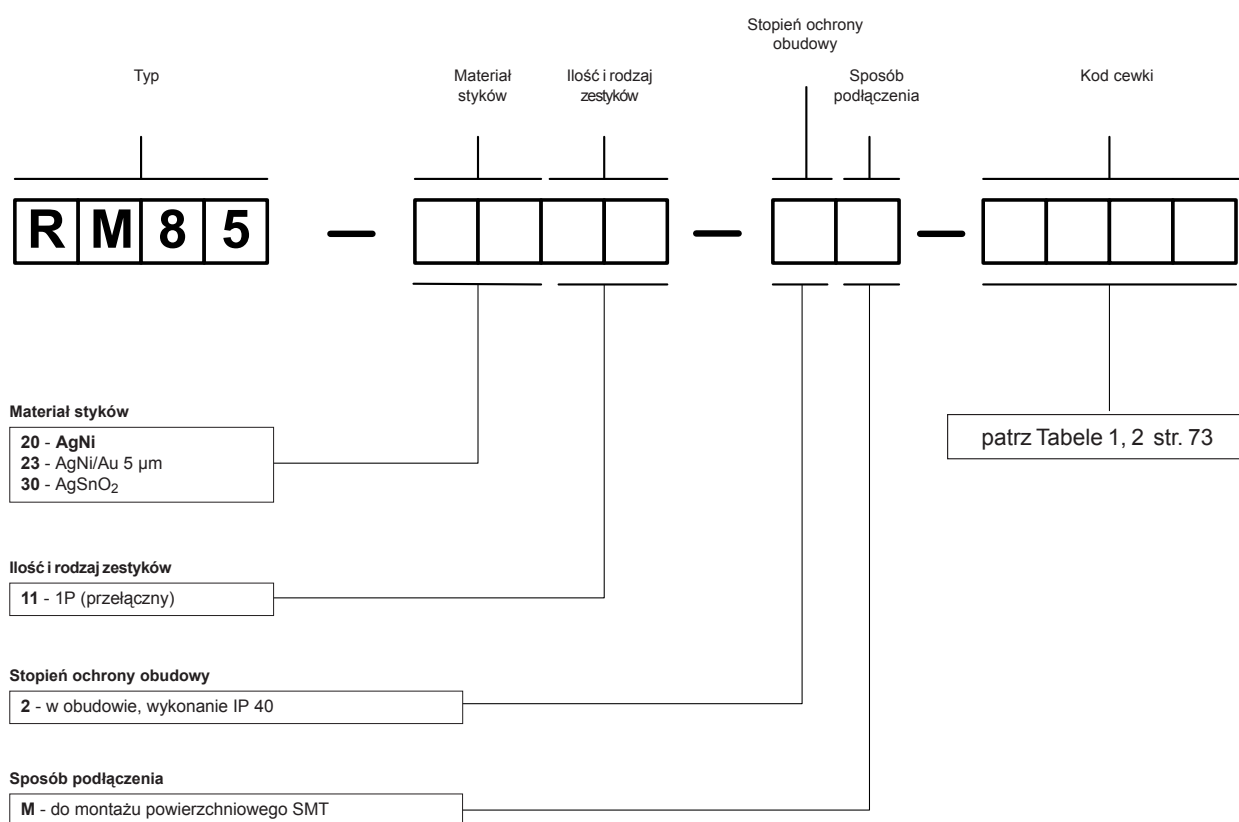 Stopień ochrony
obudowy
Typ
Materiał
styków
Ilość i rodzaj
zestyków
Sposób
podłączenia
Kod cewki
RM85 — — —
Materiał styków
20 - AgNi
23 - AgNi/Au 5 µm
30 - AgSnO2
patrz Tabele 1, 2 str. 73
Ilość i rodzaj zestyków
11 - 1P (przełączny)
Stopień ochrony obudowy
2 - w obudowie, wykonanie IP 40
Sposób podłączenia
M - do montażu powierzchniowego SMT